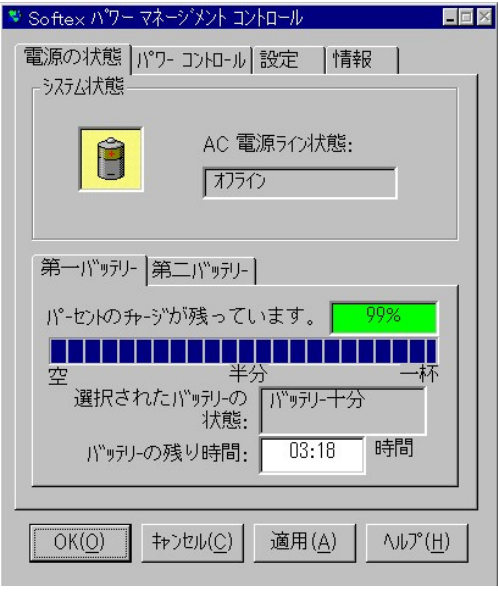 Softex ﾊﾟﾜｰ ﾏﾈｰｼﾞﾒﾝﾄ ｺﾝﾄﾛｰﾙ
電源の状態 ﾊﾟﾜｰ ｺﾝﾄﾛｰﾙ 設定 情報
ｼｽﾃﾑ状態
AC 電源ﾗｲﾝ状態:
ｵﾌﾗｲﾝ
第一ﾊﾞｯﾃﾘｰ 第二ﾊﾞｯﾃﾘｰ
ﾊﾟｰｾﾝﾄのﾁｬｰｼﾞが残っています。 99%
空 半分 一杯
選択されたﾊﾞｯﾃﾘｰの ﾊﾞｯﾃﾘｰ十分
状態:
ﾊﾞｯﾃﾘｰの残り時間: 03:18 時間
OK(O) ｷｬﾝｾﾙ(C) 適用(A) ﾍﾙﾌﾟ(H)